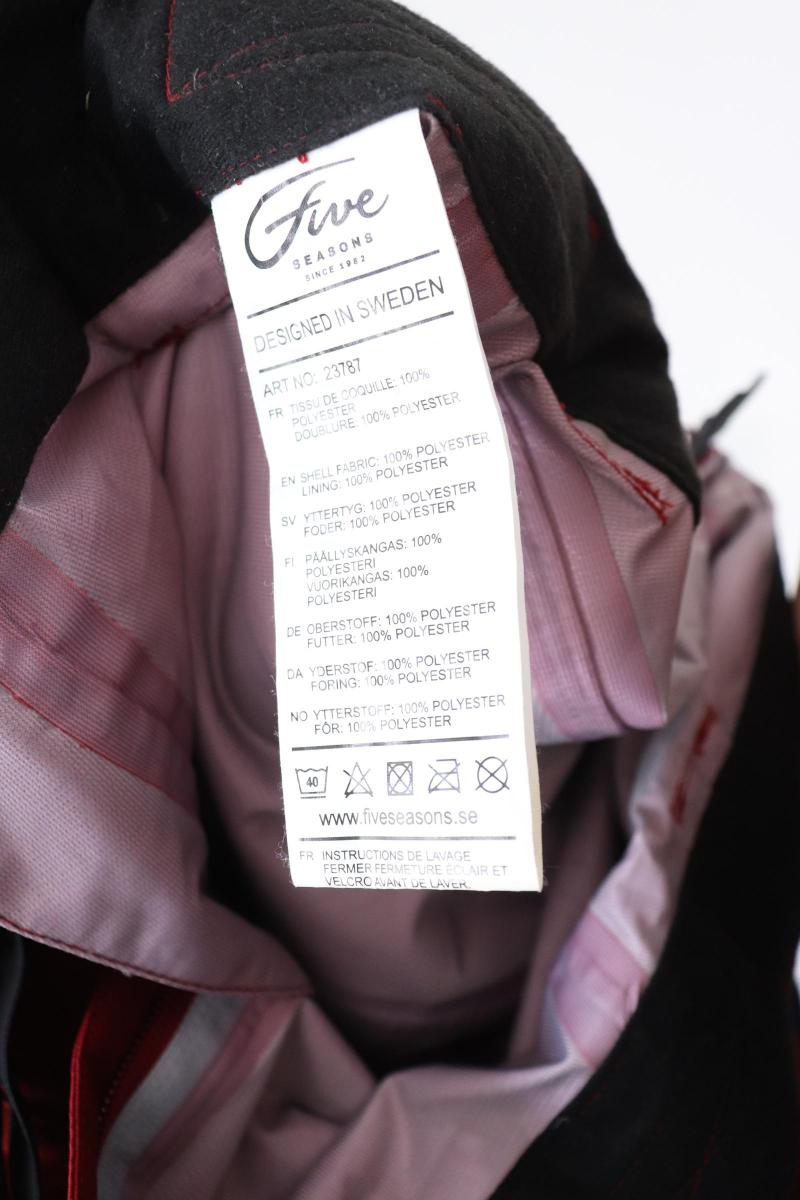 Five
SEASONS
SINCE 1982
DESIGNED IN SWEDEN
ART NO: 23787
FR TISSU DE COQUILLE: 100%
POLYESTER
DOUBLURE: 100% POLYESTER
EN SHELL FABRIC: 100% POLYESTER
LINING: 100% POLYESTER
SV YTTERTYG: 100% POLYESTER
FODER: 100% POLYESTER
FI PÄÄLLYSKANGAS: 100%
POLYESTERI
VUORIKANGAS: 100%
POLYESTERI
DE OBERSTOFF: 100% POLYESTER
FUTTER: 100% POLYESTER
DA YDERSTOF: 100% POLYESTER
FORING: 100% POLYESTER
NO YTTERSTOFF: 100% POLYESTER
FÔR: 100% POLYESTER
40
www.fiveseasons.se
FR INSTRUCTIONS DE LAVAGE
FERMER FERMETURE ÉCLAIR ET
VELCRO AVANT DE LAVER.